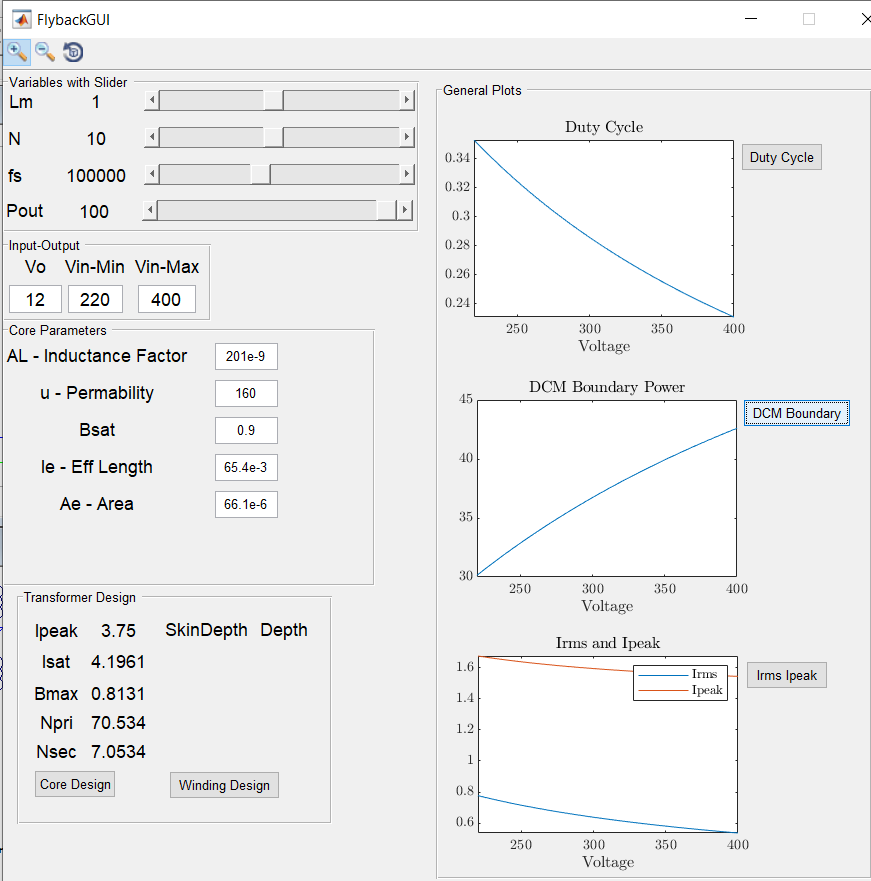 FlybackGUI
Variables with Slider
Lm 1
N 10
fs 100000
Pout 100
Input-Output
Vo Vin-Min Vin-Max
12 220 400
Core Parameters
AL - Inductance Factor 201e-9
u - Permability 160
Bsat 0.9
le - Eff Length 65.4e-3
Ae - Area 66.1e-6
Transformer Design
Ipeak 3.75 SkinDepth Depth
Isat 4.1961
Bmax 0.8131
Npri 70.534
Nsec 7.0534
Core Design Winding Design
General Plots
Duty Cycle
0.34
0.32
0.3
0.28
0.26
0.24
250 300 350 400
Voltage
Duty Cycle
DCM Boundary Power
45
40
35
30
250 300 350 400
Voltage
DCM Boundary
Irms and Ipeak
1.6
1.4
1.2
1
0.8
0.6
Irms
Ipeak
250 300 350 400
Voltage
Irms Ipeak